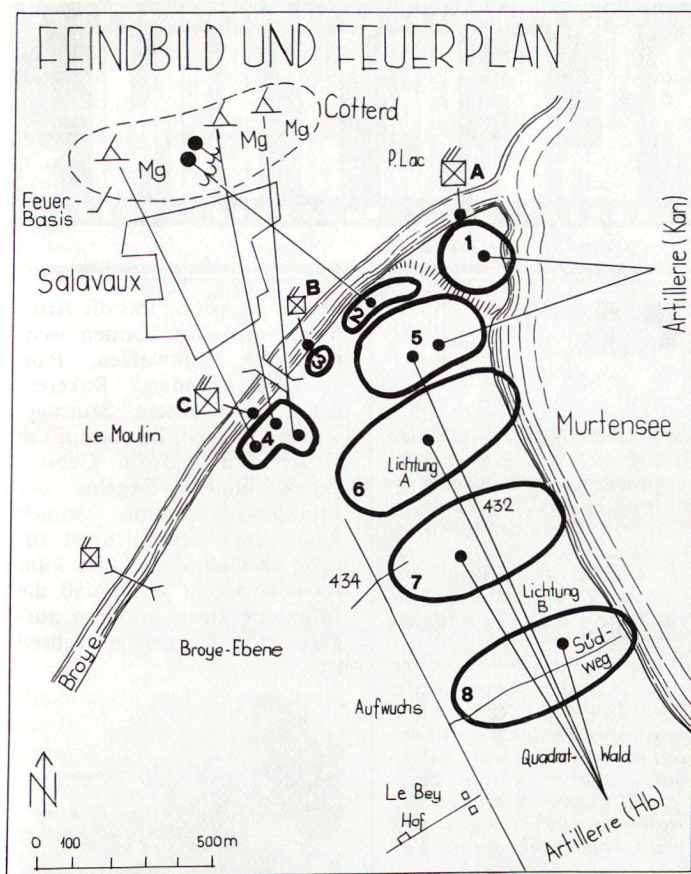 FEINDBILD UND FEUERPLAN
Cotterd
Mg
Mg
Mg
P. Lac
A
Feuer-
Basis
1
Artillerie (Kan)
Salavaux
B
2
5
3
C
Le Moulin
4
Murtensee
Lichtung
A
6
432
7
434
Lichtung
B
Broye
Broye-Ebene
Süd-
weg
8
Aufwuchs
Quadrat-
Wald
Le Bey
Hof
Artillerie (Hb)
N
0 100 500m